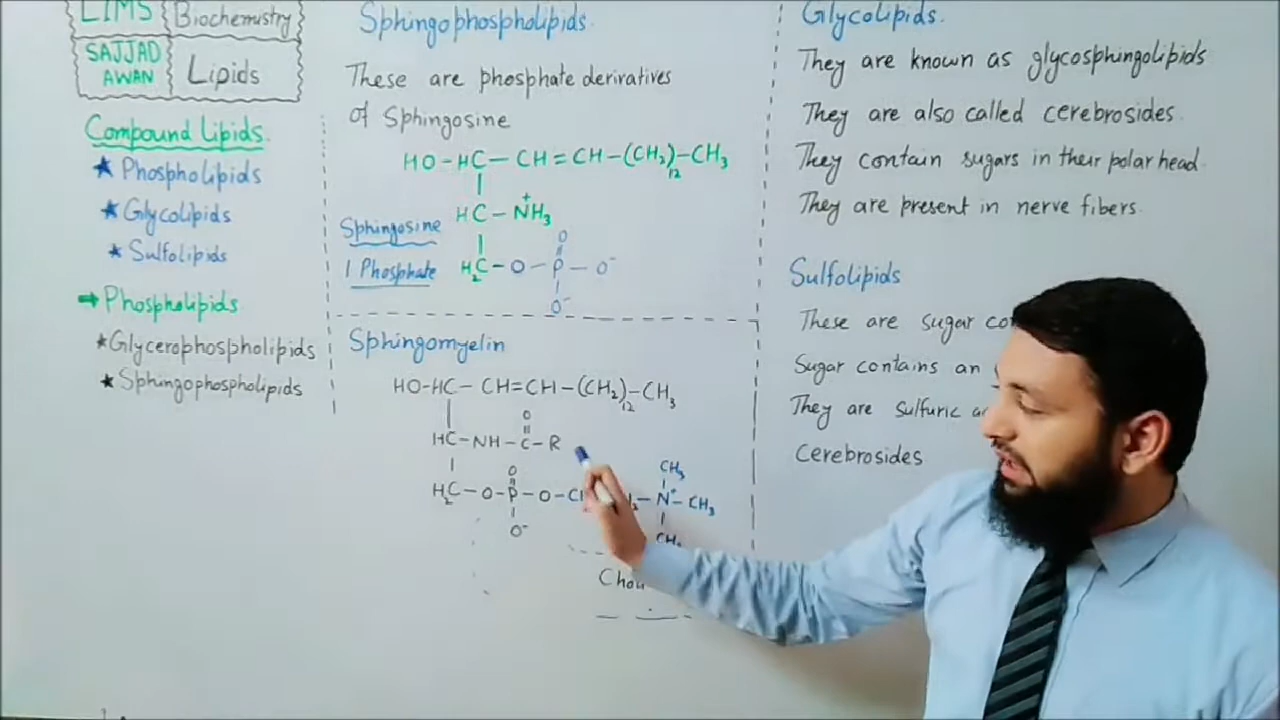 LIMS Biochemistry
SAJJAD AWAN Lipids
Compound Lipids.
★ Phospholipids
★ Glycolipids
★ Sulfolipids
→ Phospholipids
★ Glycerophospholipids
★ Sphingophospholipids
Sphingophospholipids.
These are phosphate derivatives
of Sphingosine
HO-HC-CH=CH-(CH₂)₁₂-CH₃
HC-N⁺H₃
Sphingosine
O
1 Phosphate
H₂C-O-P-O⁻
O⁻
Sphingomyelin
HO-HC-CH=CH-(CH₂)₁₂-CH₃
O
HC-NH-C-R
O CH₃
H₂C-O-P-O- N⁺-CH₃
O⁻
Glycolipids.
They are known as glycosphingolipids
They are also called cerebrosides.
They contain sugars in their polar head.
They are present in nerve fibers.
Sulfolipids
These are sugar
Sugar contains an
They are sulfuric
Cerebrosides